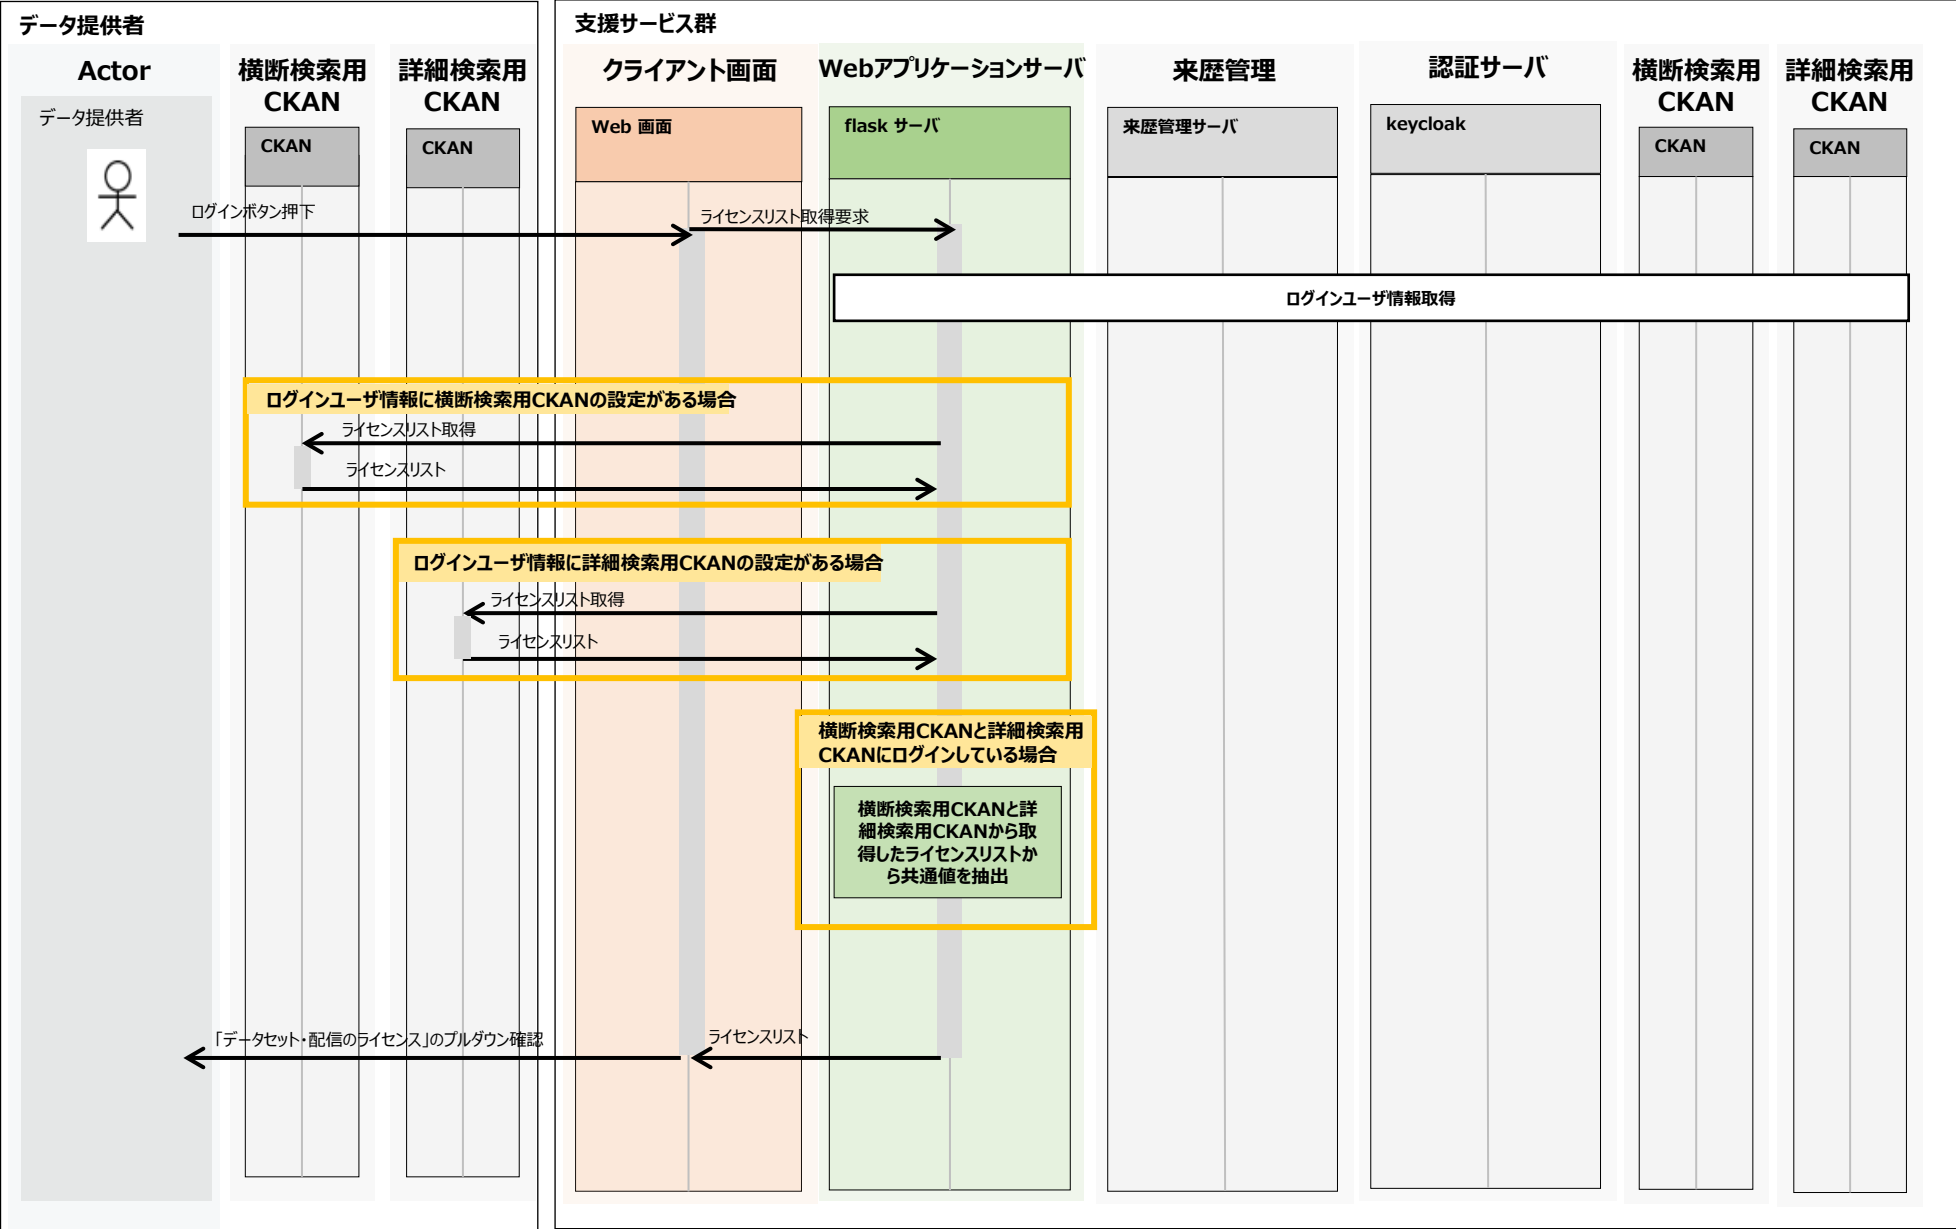 データ提供者
支援サービス群
Actor
横断検索用
CKAN
詳細検索用
CKAN
クライアント画面
Webアプリケーションサーバ
来歴管理
認証サーバ
横断検索用
CKAN
詳細検索用
CKAN
データ提供者
CKAN
CKAN
Web 画面
flask サーバ
来歴管理サーバ
keycloak
CKAN
CKAN
ログインボタン押下
ライセンスリスト取得要求
ログインユーザ情報取得
ログインユーザ情報に横断検索用CKANの設定がある場合
ライセンスリスト取得
ライセンスリスト
ログインユーザ情報に詳細検索用CKANの設定がある場合
ライセンスリスト取得
ライセンスリスト
横断検索用CKANと詳細検索用
CKANにログインしている場合
横断検索用CKANと詳
細検索用CKANから取
得したライセンスリストか
ら共通値を抽出
「データセット・配信のライセンス」のプルダウン確認
ライセンスリスト